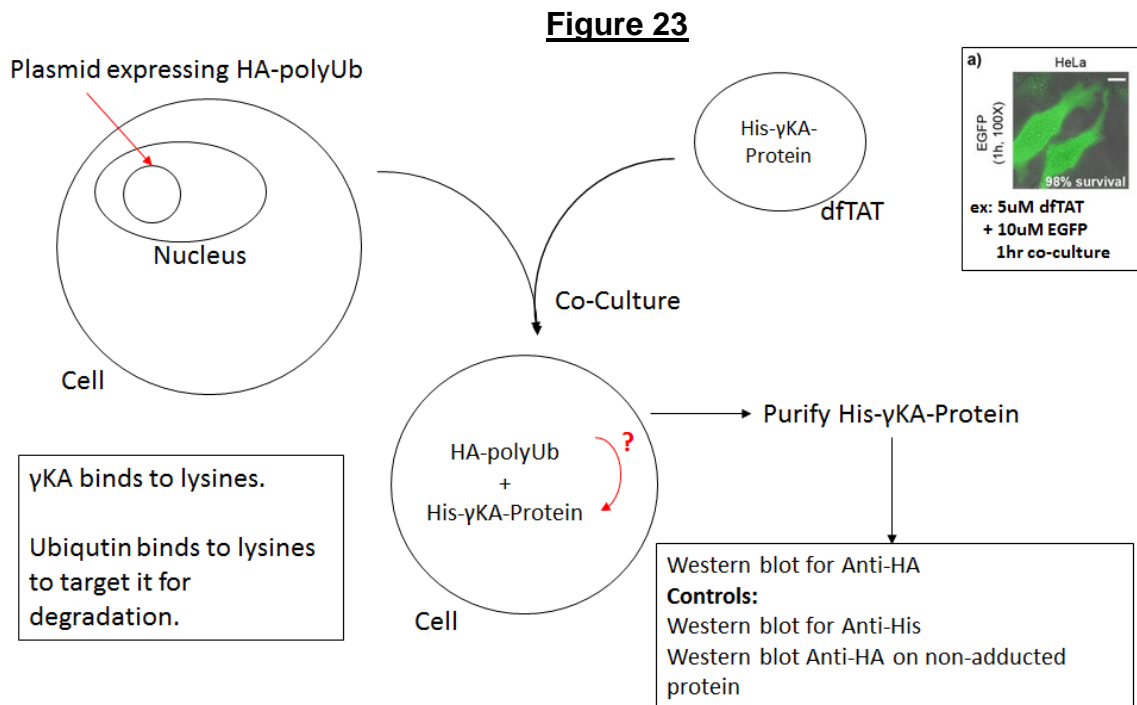 Figure 23
Plasmid expressing HA-polyUb
Nucleus
Cell
His-γKA-
Protein
dfTAT
a)
HeLa
EGFP
(1h, 100X)
98% survival
ex: 5uM dfTAT
+ 10uM EGFP
1hr co-culture
Co-Culture
HA-polyUb
+
His-γKA-Protein
?
Cell
Purify His-γKA-Protein
γKA binds to lysines.
Ubiqutin binds to lysines
to target it for
degradation.
Western blot for Anti-HA
Controls:
Western blot for Anti-His
Western blot Anti-HA on non-adducted
protein